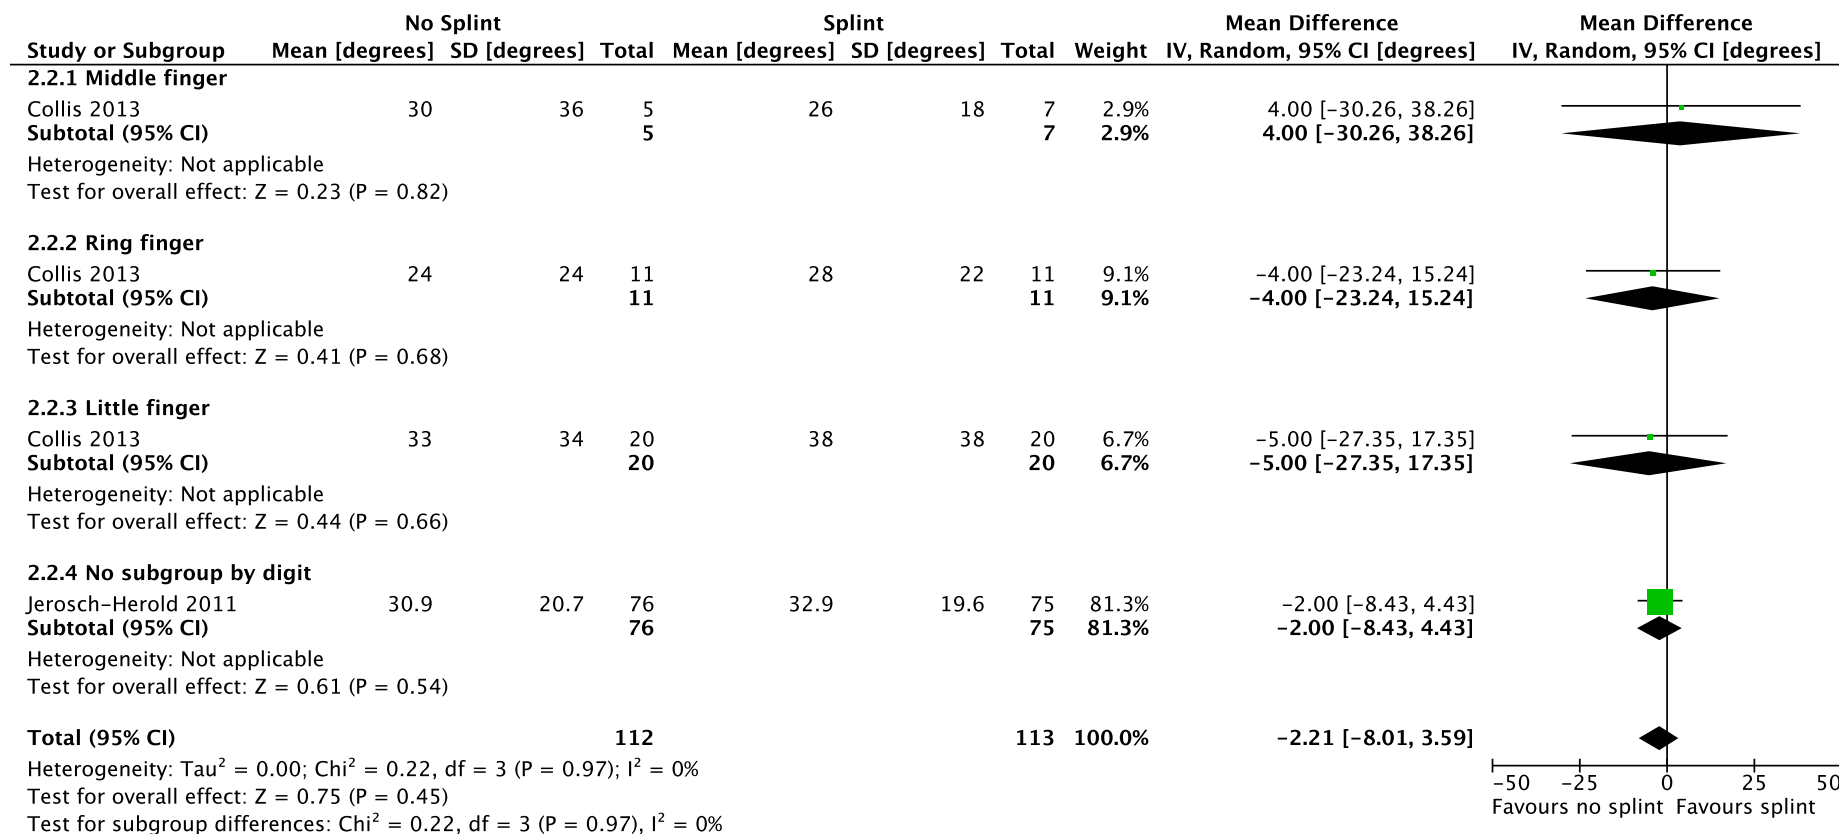 No Splint Splint Mean Difference Mean Difference
Study or Subgroup Mean [degrees] SD [degrees] Total Mean [degrees] SD [degrees] Total Weight IV, Random, 95% CI [degrees] IV, Random, 95% CI [degrees]
2.2.1 Middle finger
Collis 2013 30 36 5 26 18 7 2.9% 4.00 [−30.26, 38.26]
Subtotal (95% CI) 5 7 2.9% 4.00 [−30.26, 38.26]
Heterogeneity: Not applicable
Test for overall effect: Z = 0.23 (P = 0.82)
2.2.2 Ring finger
Collis 2013 24 24 11 28 22 11 9.1% −4.00 [−23.24, 15.24]
Subtotal (95% CI) 11 11 9.1% −4.00 [−23.24, 15.24]
Heterogeneity: Not applicable
Test for overall effect: Z = 0.41 (P = 0.68)
2.2.3 Little finger
Collis 2013 33 34 20 38 38 20 6.7% −5.00 [−27.35, 17.35]
Subtotal (95% CI) 20 20 6.7% −5.00 [−27.35, 17.35]
Heterogeneity: Not applicable
Test for overall effect: Z = 0.44 (P = 0.66)
2.2.4 No subgroup by digit
Jerosch−Herold 2011 30.9 20.7 76 32.9 19.6 75 81.3% −2.00 [−8.43, 4.43]
Subtotal (95% CI) 76 75 81.3% −2.00 [−8.43, 4.43]
Heterogeneity: Not applicable
Test for overall effect: Z = 0.61 (P = 0.54)
Total (95% CI) 112 113 100.0% −2.21 [−8.01, 3.59]
Heterogeneity: Tau² = 0.00; Chi² = 0.22, df = 3 (P = 0.97); I² = 0%
Test for overall effect: Z = 0.75 (P = 0.45)
Test for subgroup differences: Chi² = 0.22, df = 3 (P = 0.97), I² = 0%
−50 −25 0 25 50
Favours no splint Favours splint